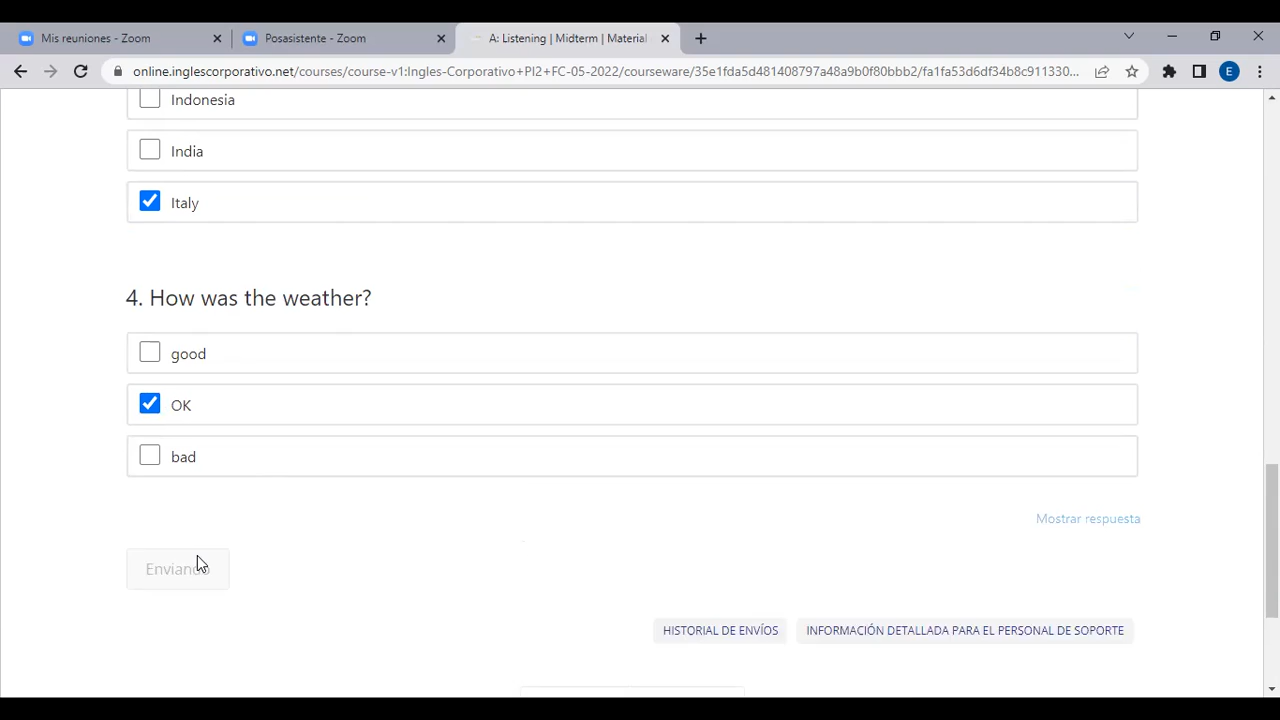 Mis reuniones - Zoom
Posasistente - Zoom
A: Listening | Midterm | Material
online.inglescorporativo.net/courses/course-v1:Ingles-Corporativo+PI2+FC-05-2022/courseware/35e1fda5d481408797a48a9b0f80bbb2/fa1fa53d6df34b8c911330...
E
Indonesia
India
Italy
4. How was the weather?
good
OK
bad
Mostrar respuesta
Enviando
HISTORIAL DE ENVÍOS
INFORMACIÓN DETALLADA PARA EL PERSONAL DE SOPORTE